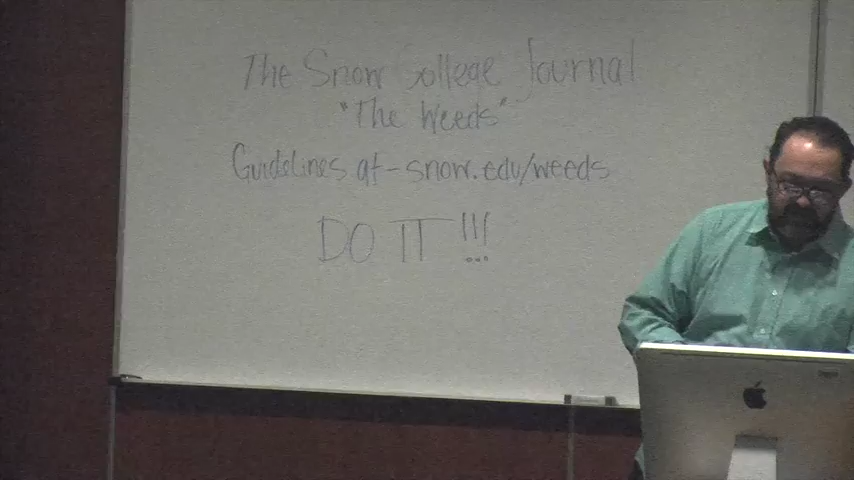 The Snow College Journal
"The Weeds"
Guidelines at - snow.edu/weeds
DO IT !!!